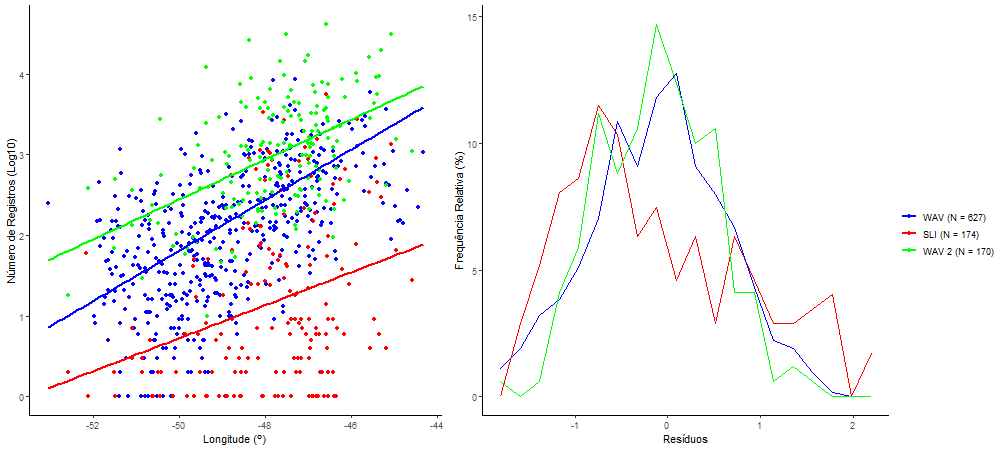 Número de Registros (Log10)
4
3
2
1
0
-52
-50
-48
-46
-44
Longitude (º)
Frequência Relativa (%)
15
10
5
0
-1
0
1
2
Resíduos
WAV (N = 627)
SLI (N = 174)
WAV 2 (N = 170)